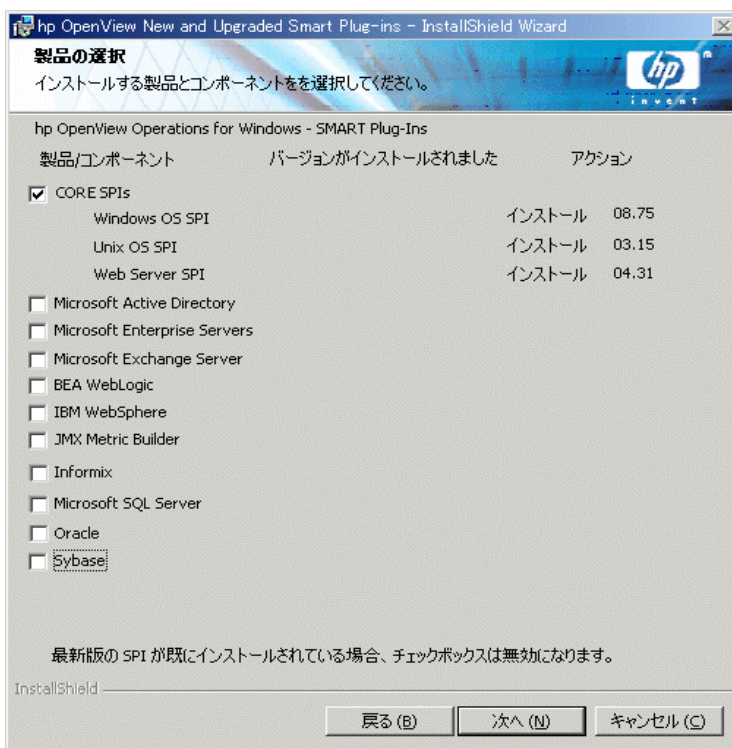 hp OpenView New and Upgraded Smart Plug-ins - InstallShield Wizard
製品の選択
インストールする製品とコンポーネントをを選択してください。
hp
invent
hp OpenView Operations for Windows - SMART Plug-Ins
製品/コンポーネント バージョンがインストールされました アクション
CORE SPIs
Windows OS SPI インストール 08.75
Unix OS SPI インストール 03.15
Web Server SPI インストール 04.31
Microsoft Active Directory
Microsoft Enterprise Servers
Microsoft Exchange Server
BEA WebLogic
IBM WebSphere
JMX Metric Builder
Informix
Microsoft SQL Server
Oracle
Sybase
最新版の SPI が既にインストールされている場合、チェックボックスは無効になります。
InstallShield
戻る(B) 次へ(N) キャンセル(C)